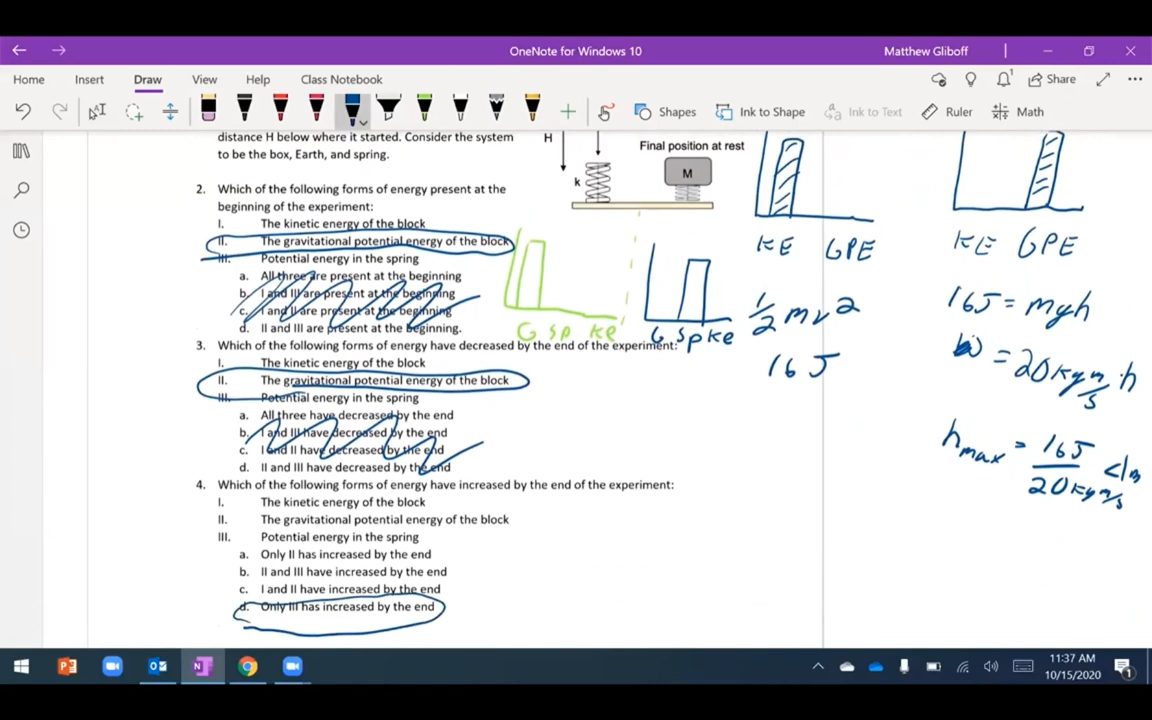 OneNote for Windows 10
Matthew Gliboff
Home Insert Draw View Help Class Notebook
Share
Shapes Ink to Shape Ink to Text Ruler Math
distance H below where it started. Consider the system
to be the box, Earth, and spring.
H
k
Final position at rest
M
2. Which of the following forms of energy present at the
beginning of the experiment:
I. The kinetic energy of the block
II. The gravitational potential energy of the block
III. Potential energy in the spring
a. All three are present at the beginning
b. I and III are present at the beginning
c. I and II are present at the beginning
d. II and III are present at the beginning.
G SP KE
G SP KE
3. Which of the following forms of energy have decreased by the end of the experiment:
I. The kinetic energy of the block
II. The gravitational potential energy of the block
III. Potential energy in the spring
a. All three have decreased by the end
b. I and III have decreased by the end
c. I and II have decreased by the end
d. II and III have decreased by the end
4. Which of the following forms of energy have increased by the end of the experiment:
I. The kinetic energy of the block
II. The gravitational potential energy of the block
III. Potential energy in the spring
a. Only II has increased by the end
b. II and III have increased by the end
c. I and II have increased by the end
d. Only III has increased by the end
KE GPE
1/2 mv2
16J
KE GPE
16J = mgh
= 20 kg m/s · h
hmax = 16J / 20 kg m/s
11:37 AM
10/15/2020
1